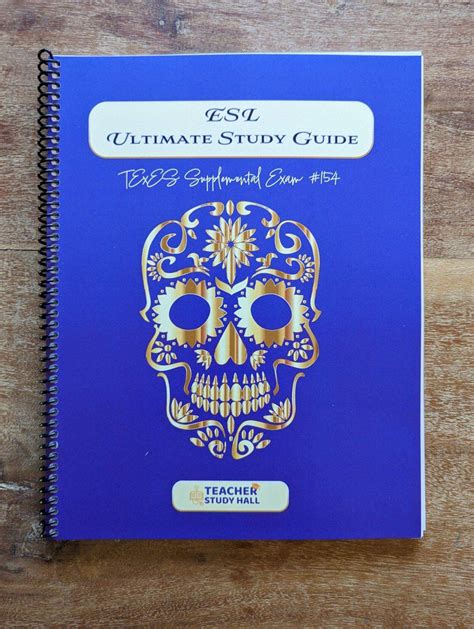 ESL
ULTIMATE STUDY GUIDE
TExES Supplemental Exam #154
TEACHER
STUDY HALL